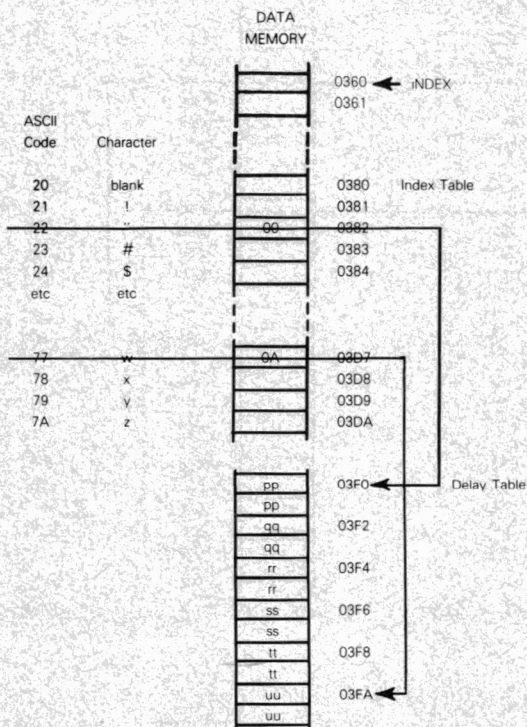 DATA
MEMORY
0360 INDEX
0361
ASCII
Code Character
20 blank 0380 Index Table
21 ! 0381
22 " 00 0382
23 # 0383
24 $ 0384
etc etc
77 w 0A 03D7
78 x 03D8
79 y 03D9
7A z 03DA
pp 03F0 Delay Table
pp
qq 03F2
qq
rr 03F4
rr
ss 03F6
ss
tt 03F8
tt
uu 03FA
uu